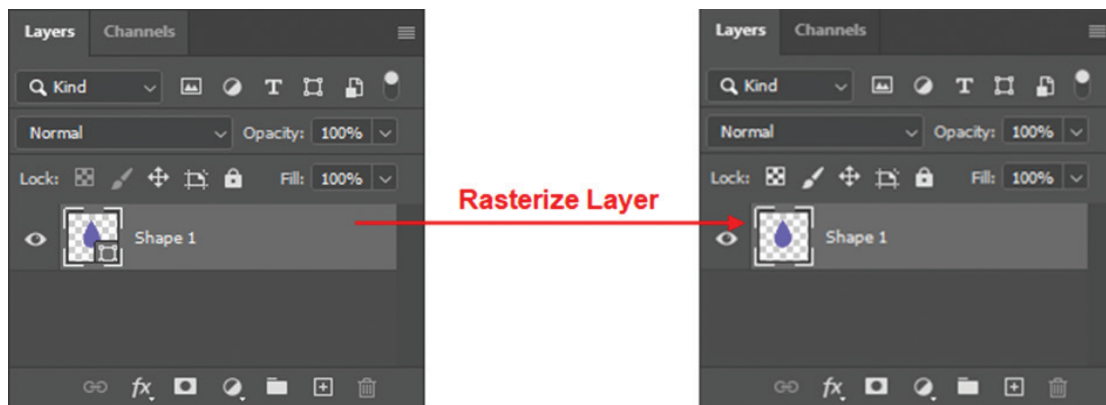 Layers Channels
Kind
Normal Opacity: 100%
Lock: Fill: 100%
Shape 1
Rasterize Layer
Layers Channels
Kind
Normal Opacity: 100%
Lock: Fill: 100%
Shape 1